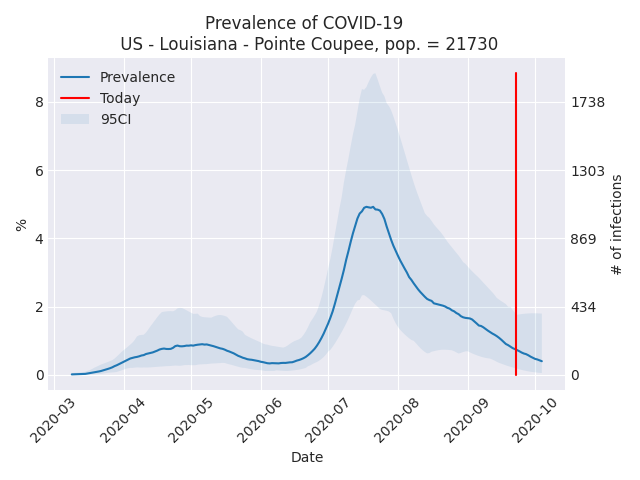 Prevalence of COVID-19
US - Louisiana - Pointe Coupee, pop. = 21730
Prevalence
Today
95CI
%
8
6
4
2
0
1738
1303
869
434
0
# of infections
2020-03
2020-04
2020-05
2020-06
2020-07
2020-08
2020-09
2020-10
Date